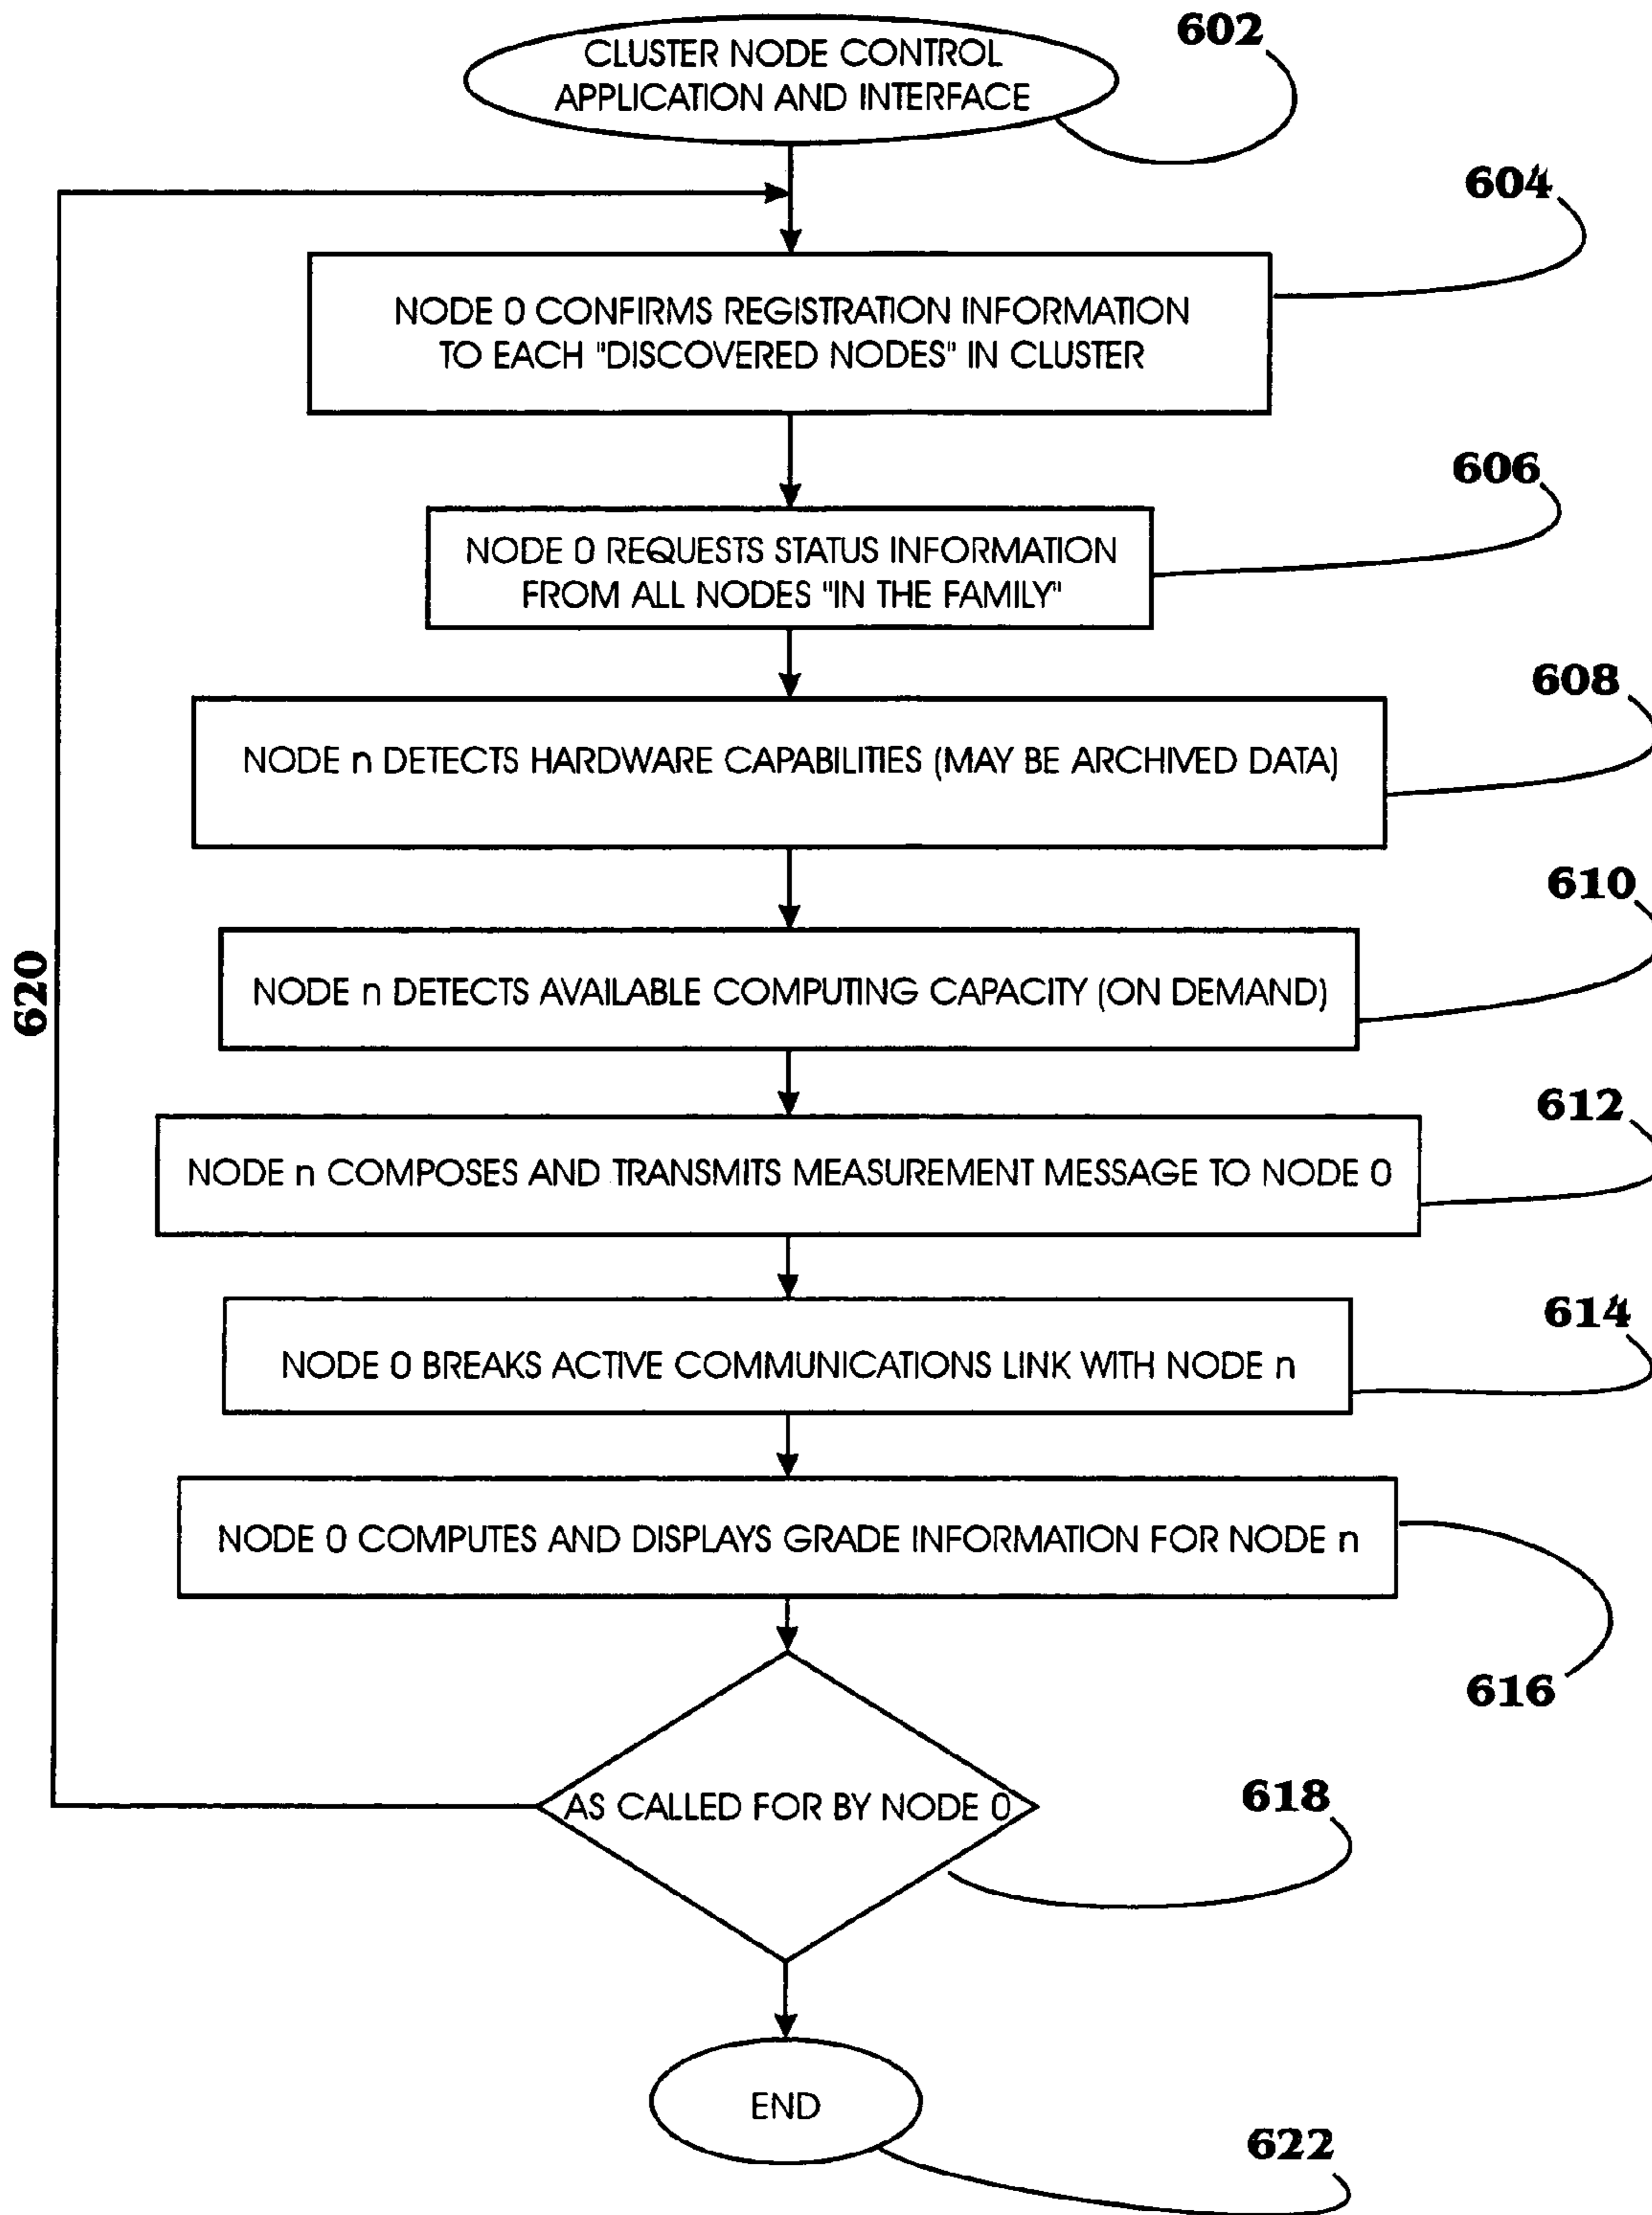 CLUSTER NODE CONTROL
APPLICATION AND INTERFACE
602
604
NODE 0 CONFIRMS REGISTRATION INFORMATION
TO EACH "DISCOVERED NODES" IN CLUSTER
606
NODE 0 REQUESTS STATUS INFORMATION
FROM ALL NODES "IN THE FAMILY"
608
NODE n DETECTS HARDWARE CAPABILITIES (MAY BE ARCHIVED DATA)
610
NODE n DETECTS AVAILABLE COMPUTING CAPACITY (ON DEMAND)
620
612
NODE n COMPOSES AND TRANSMITS MEASUREMENT MESSAGE TO NODE 0
614
NODE 0 BREAKS ACTIVE COMMUNICATIONS LINK WITH NODE n
NODE 0 COMPUTES AND DISPLAYS GRADE INFORMATION FOR NODE n
616
AS CALLED FOR BY NODE 0
618
END
622